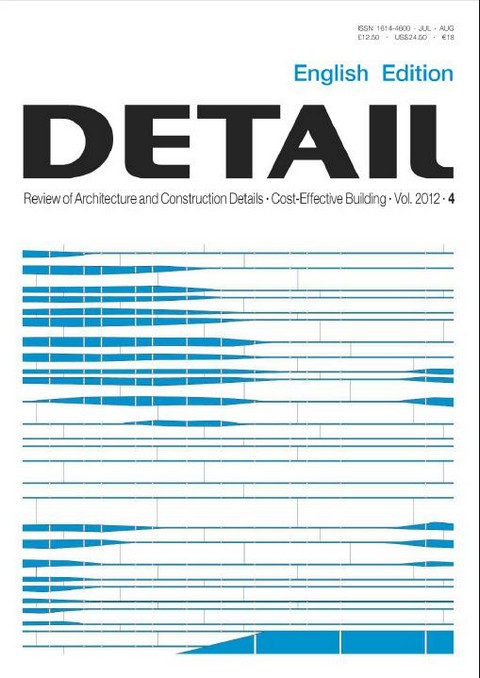 ISSN 1614-4600 · JUL · AUG
£12.50 · US$24.50 · €18
English Edition
DETAIL
Review of Architecture and Construction Details · Cost-Effective Building · Vol. 2012 · 4